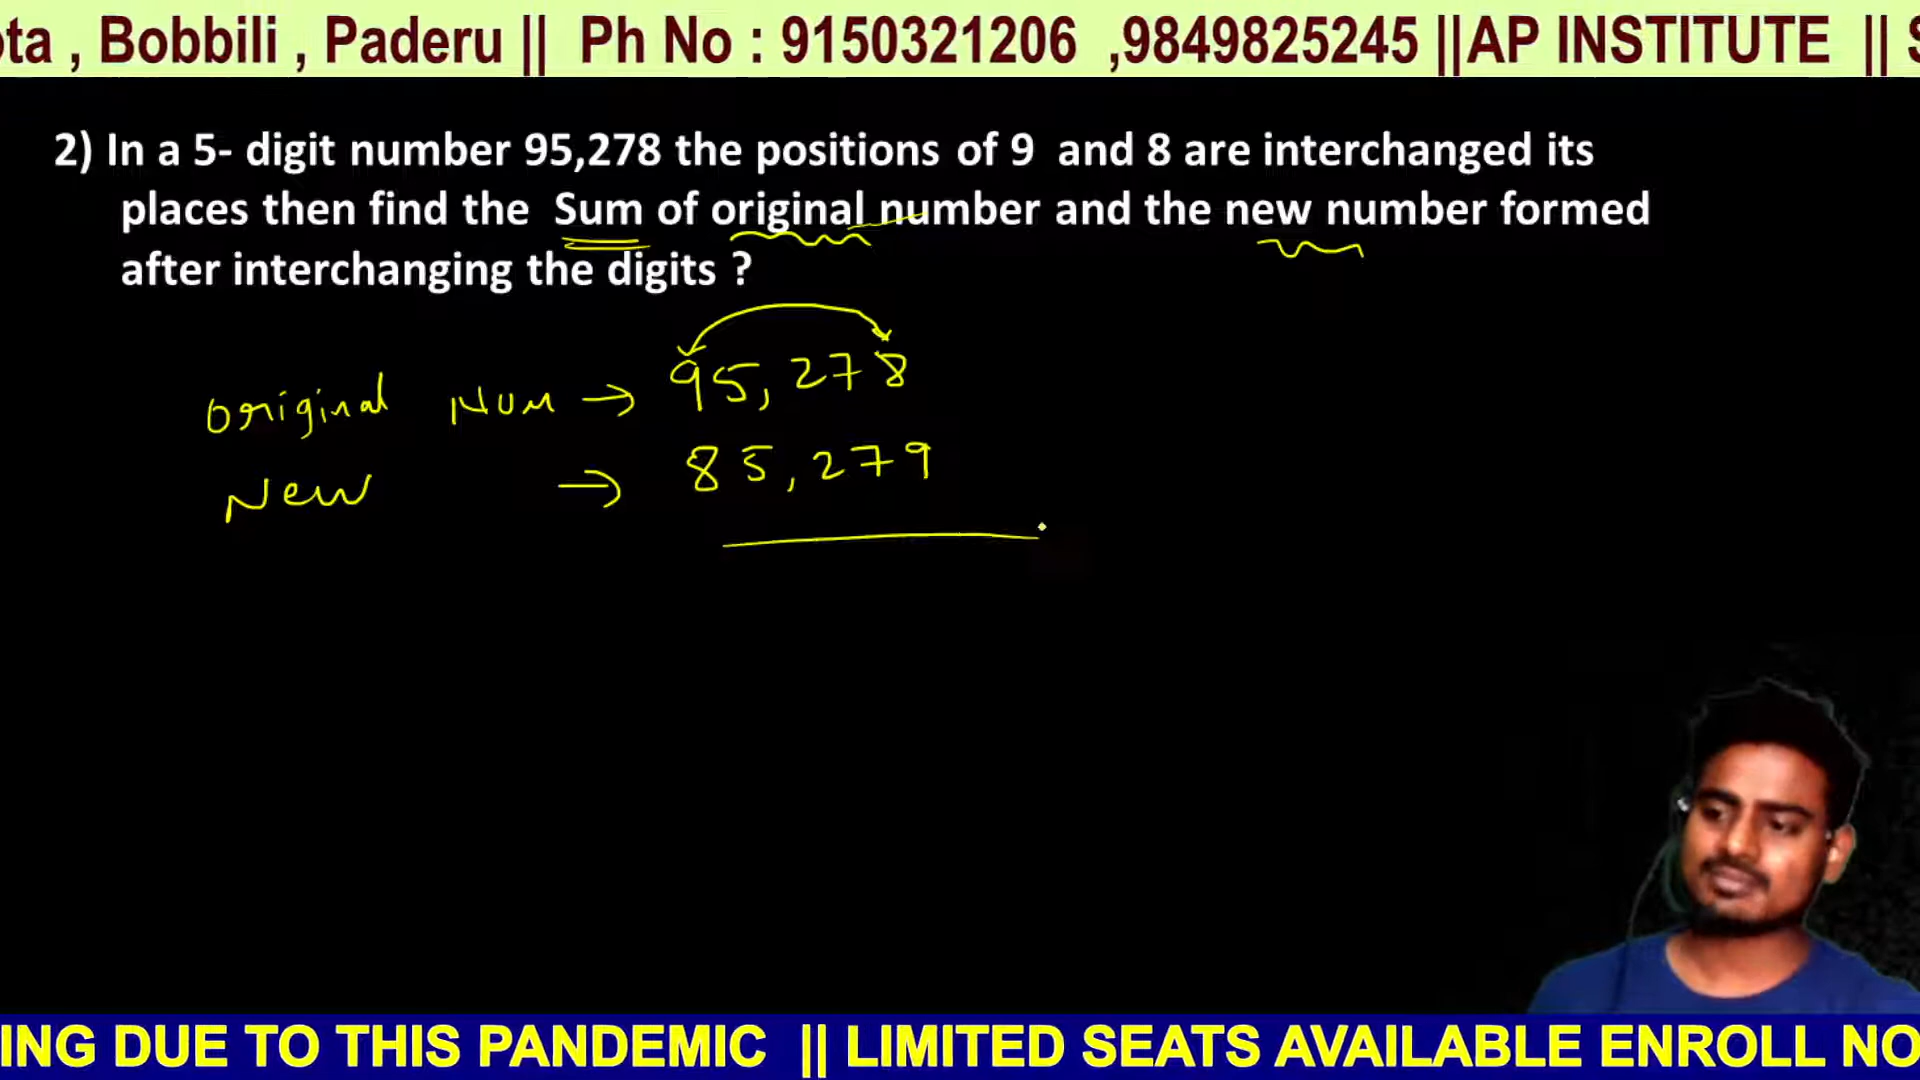 ota , Bobbili , Paderu || Ph No : 9150321206 ,9849825245 ||AP INSTITUTE || S
2) In a 5- digit number 95,278 the positions of 9 and 8 are interchanged its
places then find the Sum of original number and the new number formed
after interchanging the digits ?
Original Num → 95,278
New → 85,279
ING DUE TO THIS PANDEMIC || LIMITED SEATS AVAILABLE ENROLL NO